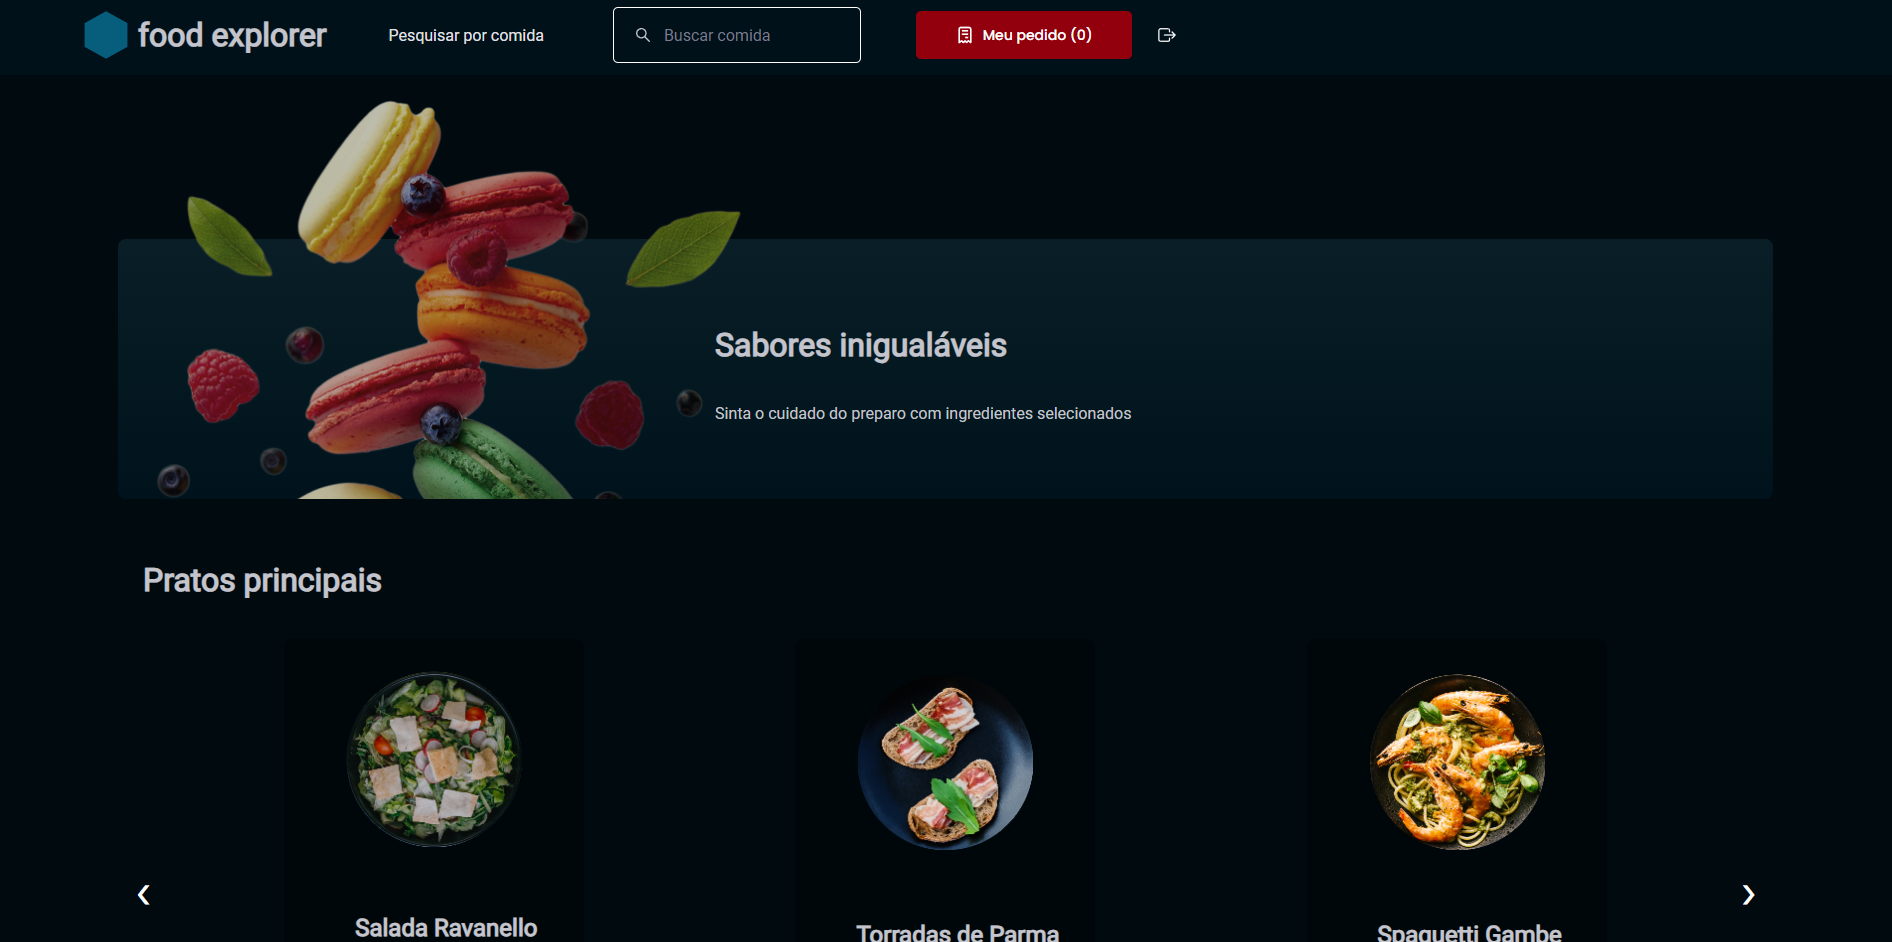 food explorer
Pesquisar por comida
Buscar comida
Meu pedido (0)
Sabores inigualáveis
Sinta o cuidado do preparo com ingredientes selecionados
Pratos principais
Salada Ravanello
Torradas de Parma
Spaguetti Gambe